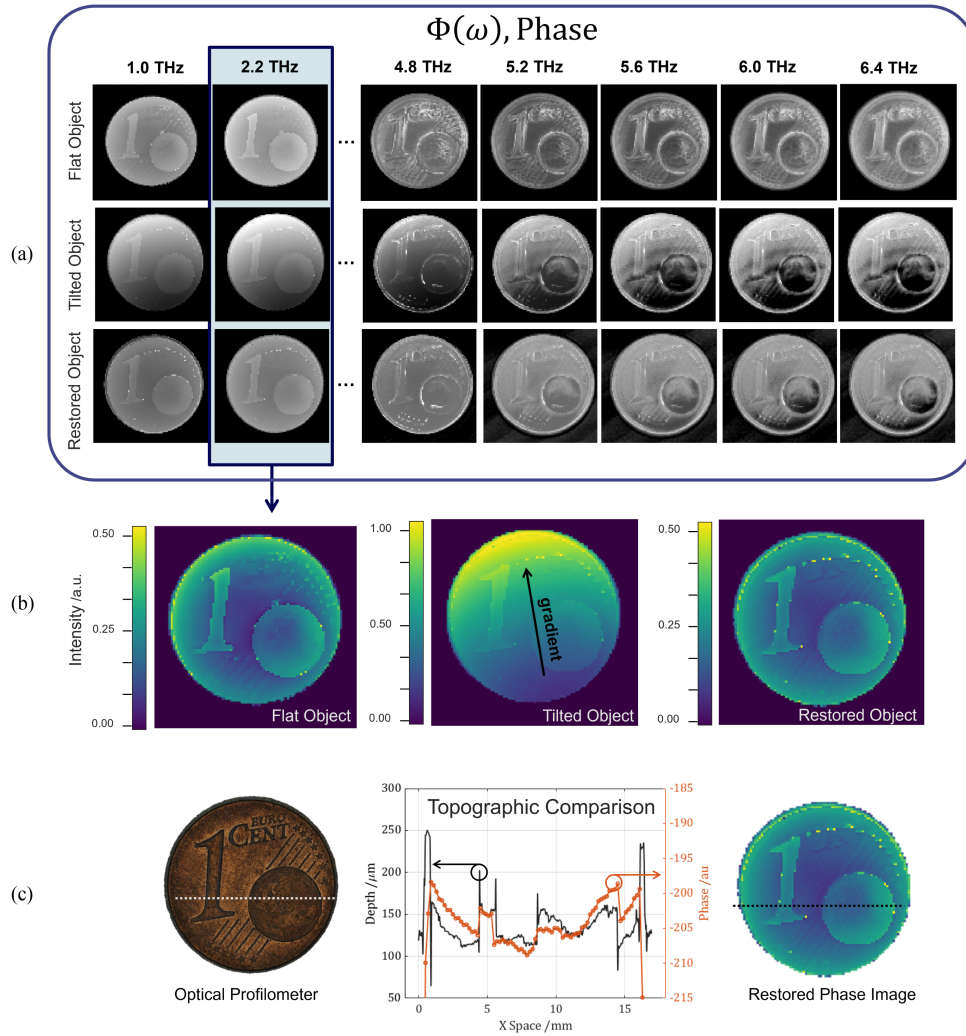 Φ(ω), Phase
1.0 THz 2.2 THz 4.8 THz 5.2 THz 5.6 THz 6.0 THz 6.4 THz
(a)
Flat Object
...
Tilted Object
...
Restored Object
...
(b)
Intensity /a.u.
0.50
0.25
0.00
Flat Object
1.00
0.50
0.00
gradient
Tilted Object
0.50
0.25
0.00
Restored Object
(c)
1
EURO
CENT
Optical Profilometer
Topographic Comparison
Depth /μm
300
250
200
150
100
50
0 5 10 15
X Space /mm
-185
-190
-195
-200
-205
-210
-215
Phase /au
Restored Phase Image